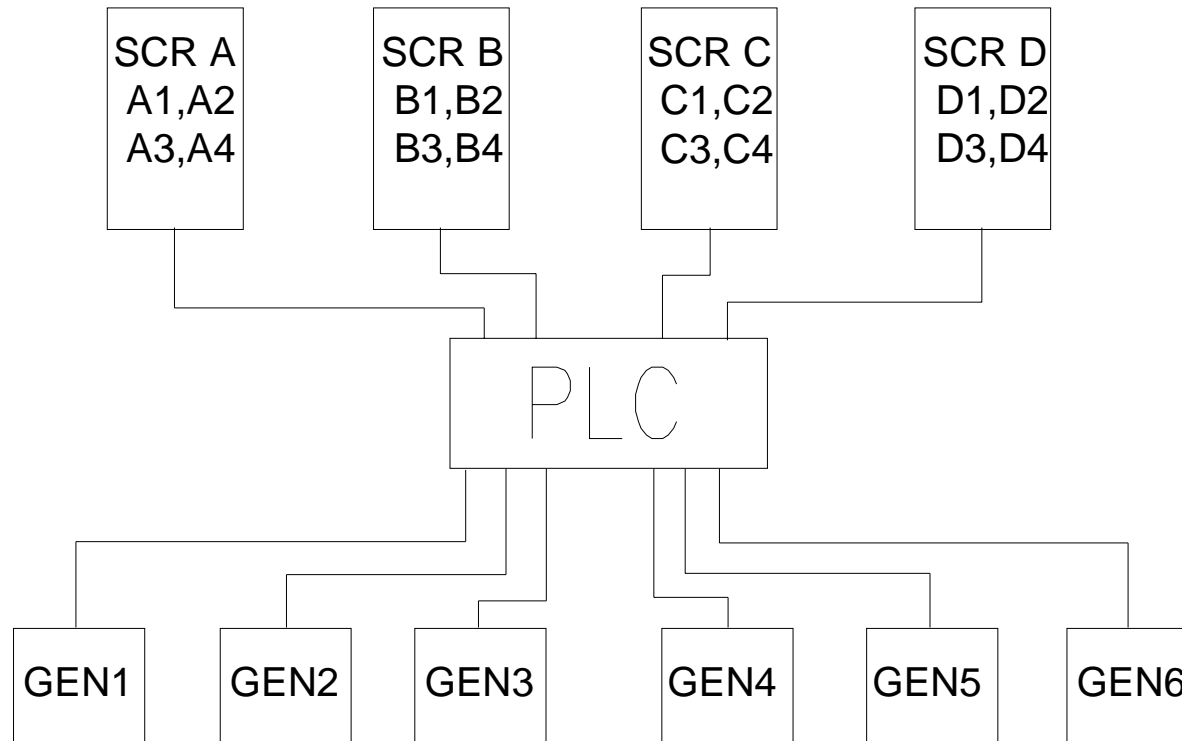 SCR A
A1,A2
A3,A4
SCR B
B1,B2
B3,B4
SCR C
C1,C2
C3,C4
SCR D
D1,D2
D3,D4
PLC
GEN1
GEN2
GEN3
GEN4
GEN5
GEN6